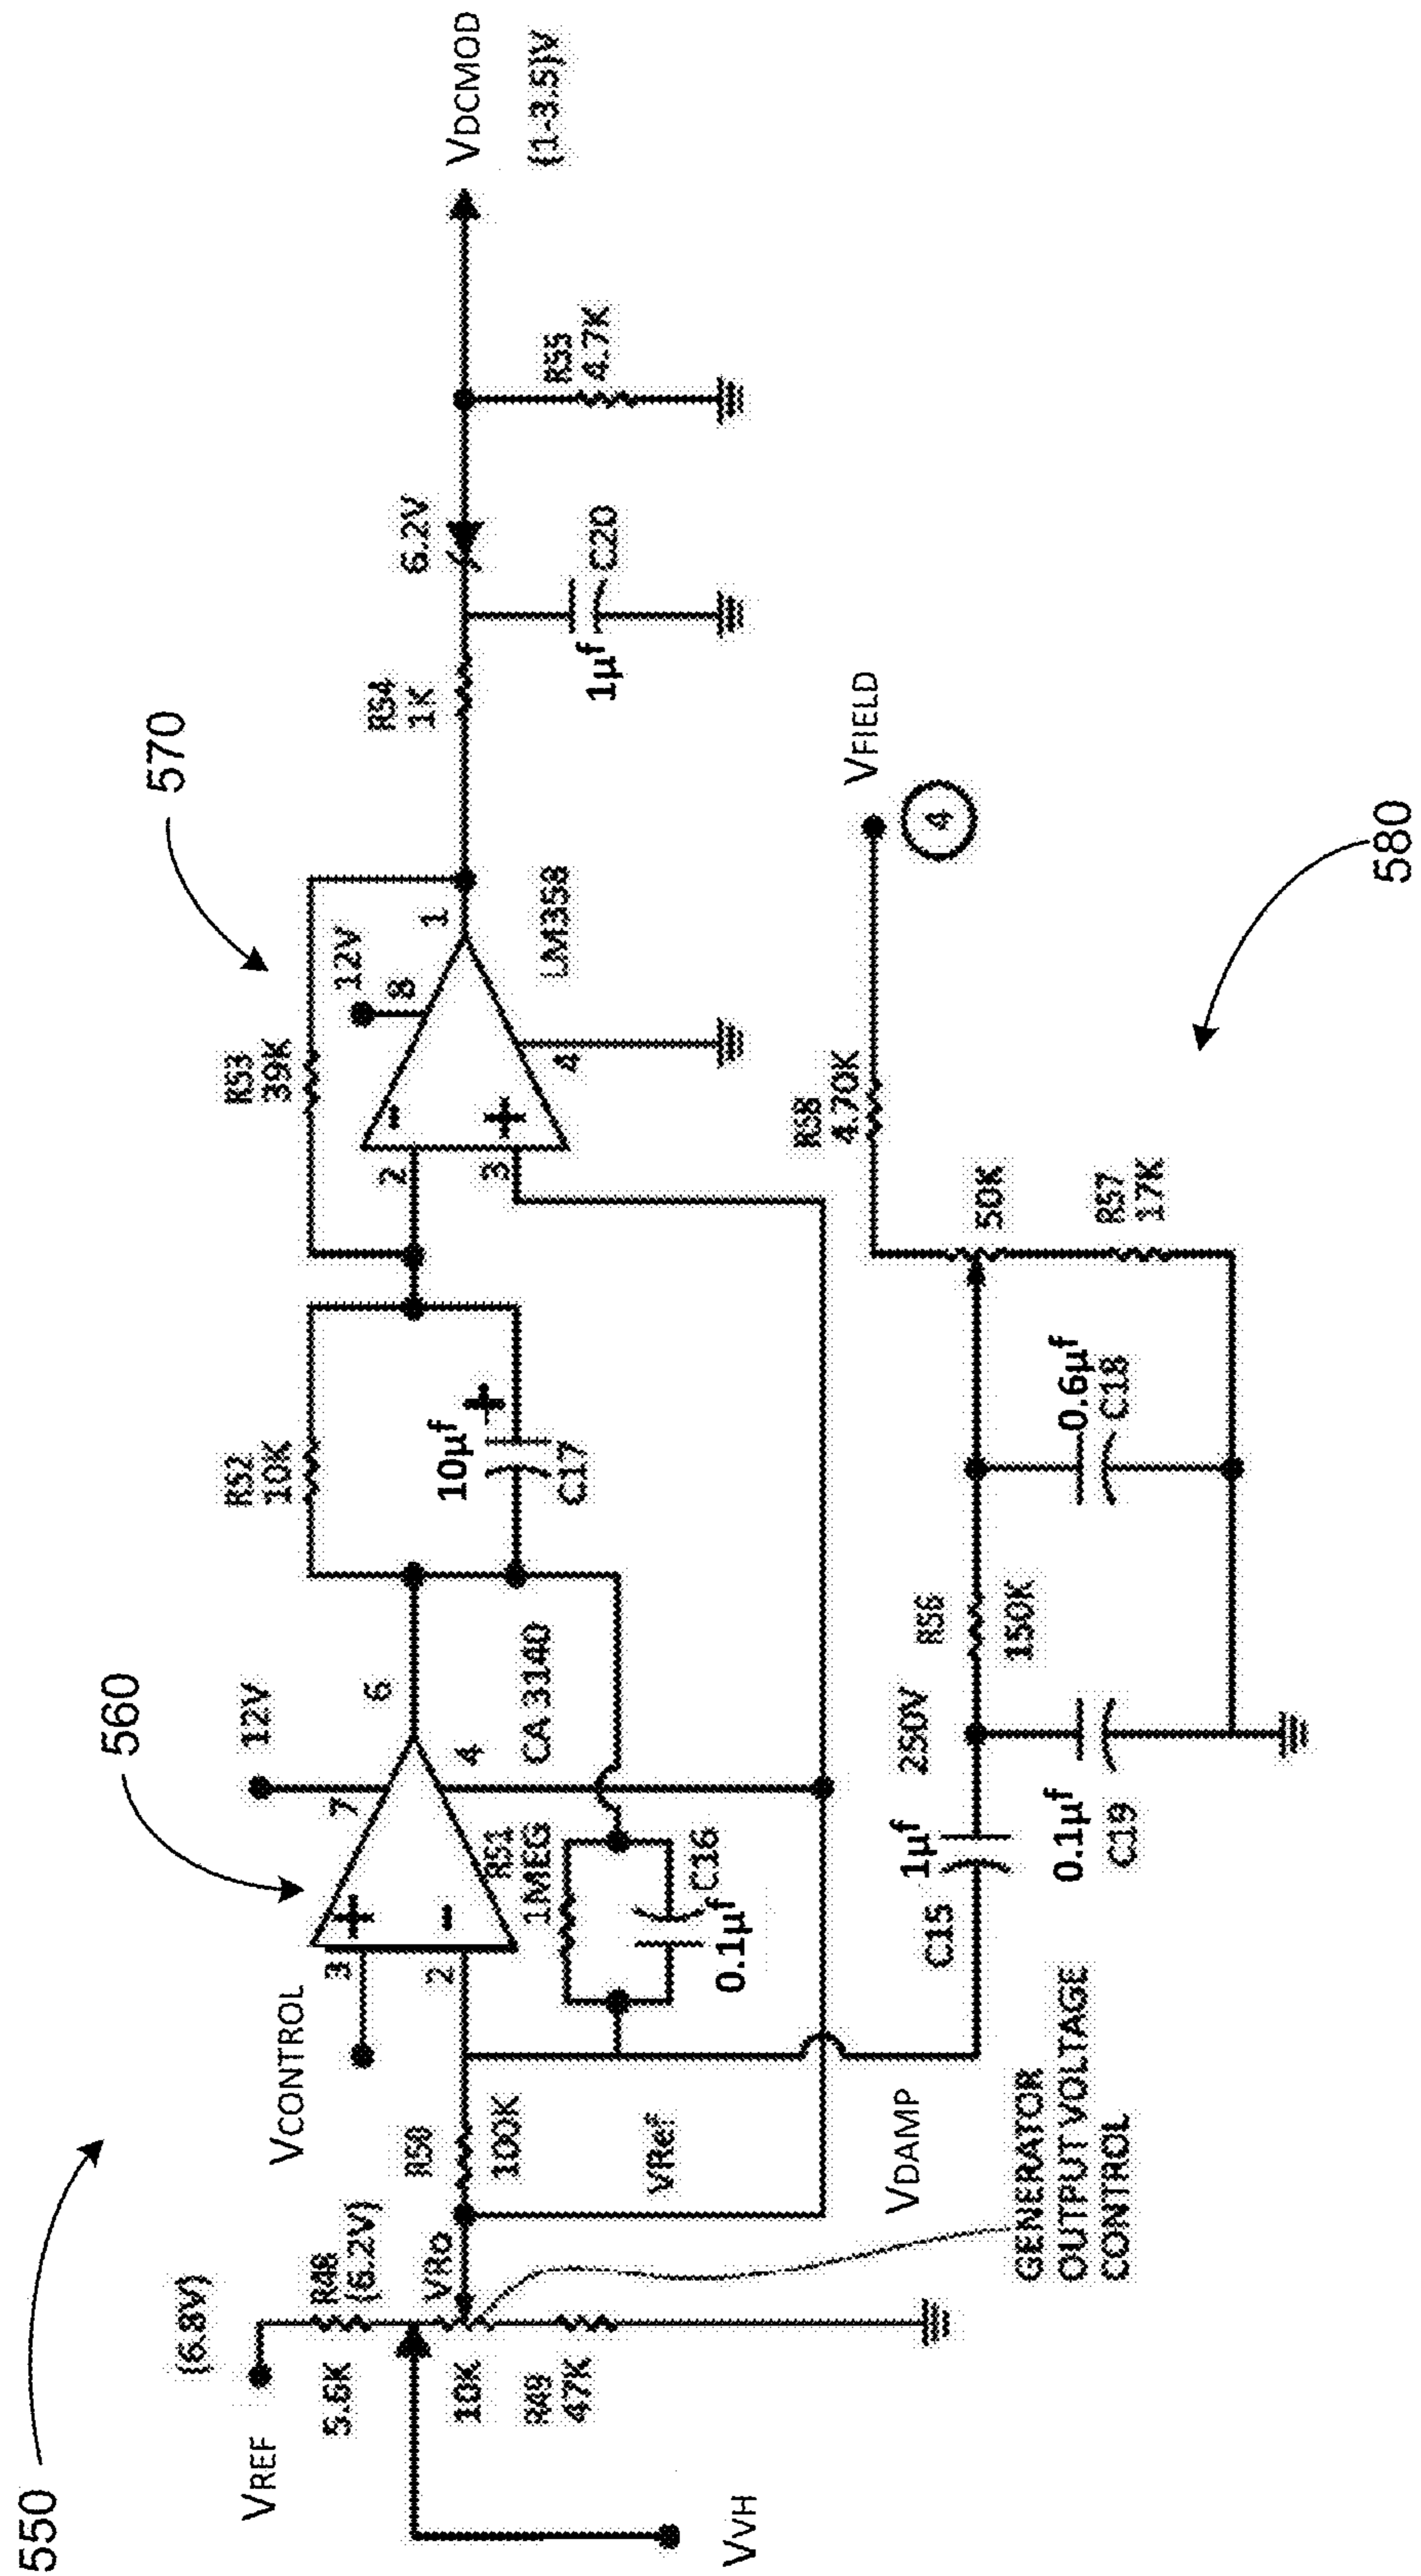 550
VREF
(6.8V)
5.6K
R48
(6.2V)
VVH
10K
VRo
R49
47K
R50
100K
VRef
VCONTROL
560
3
2
+
-
7
12V
4
6
CA 3140
R51
1MEG
C16
0.1µf
VDAMP
GENERATOR
OUTPUT VOLTAGE
CONTROL
R52
10K
10µf
+
C17
R53
39K
570
2
3
-
+
8
12V
4
1
LM358
R54
1K
1µf
C20
6.2V
R55
4.7K
VDCMOD
(1-3.5)V
C15
1µf
250V
0.1µf
C19
R56
150K
0.6µf
C18
50K
R57
17K
R58
4.70K
VFIELD
4
580